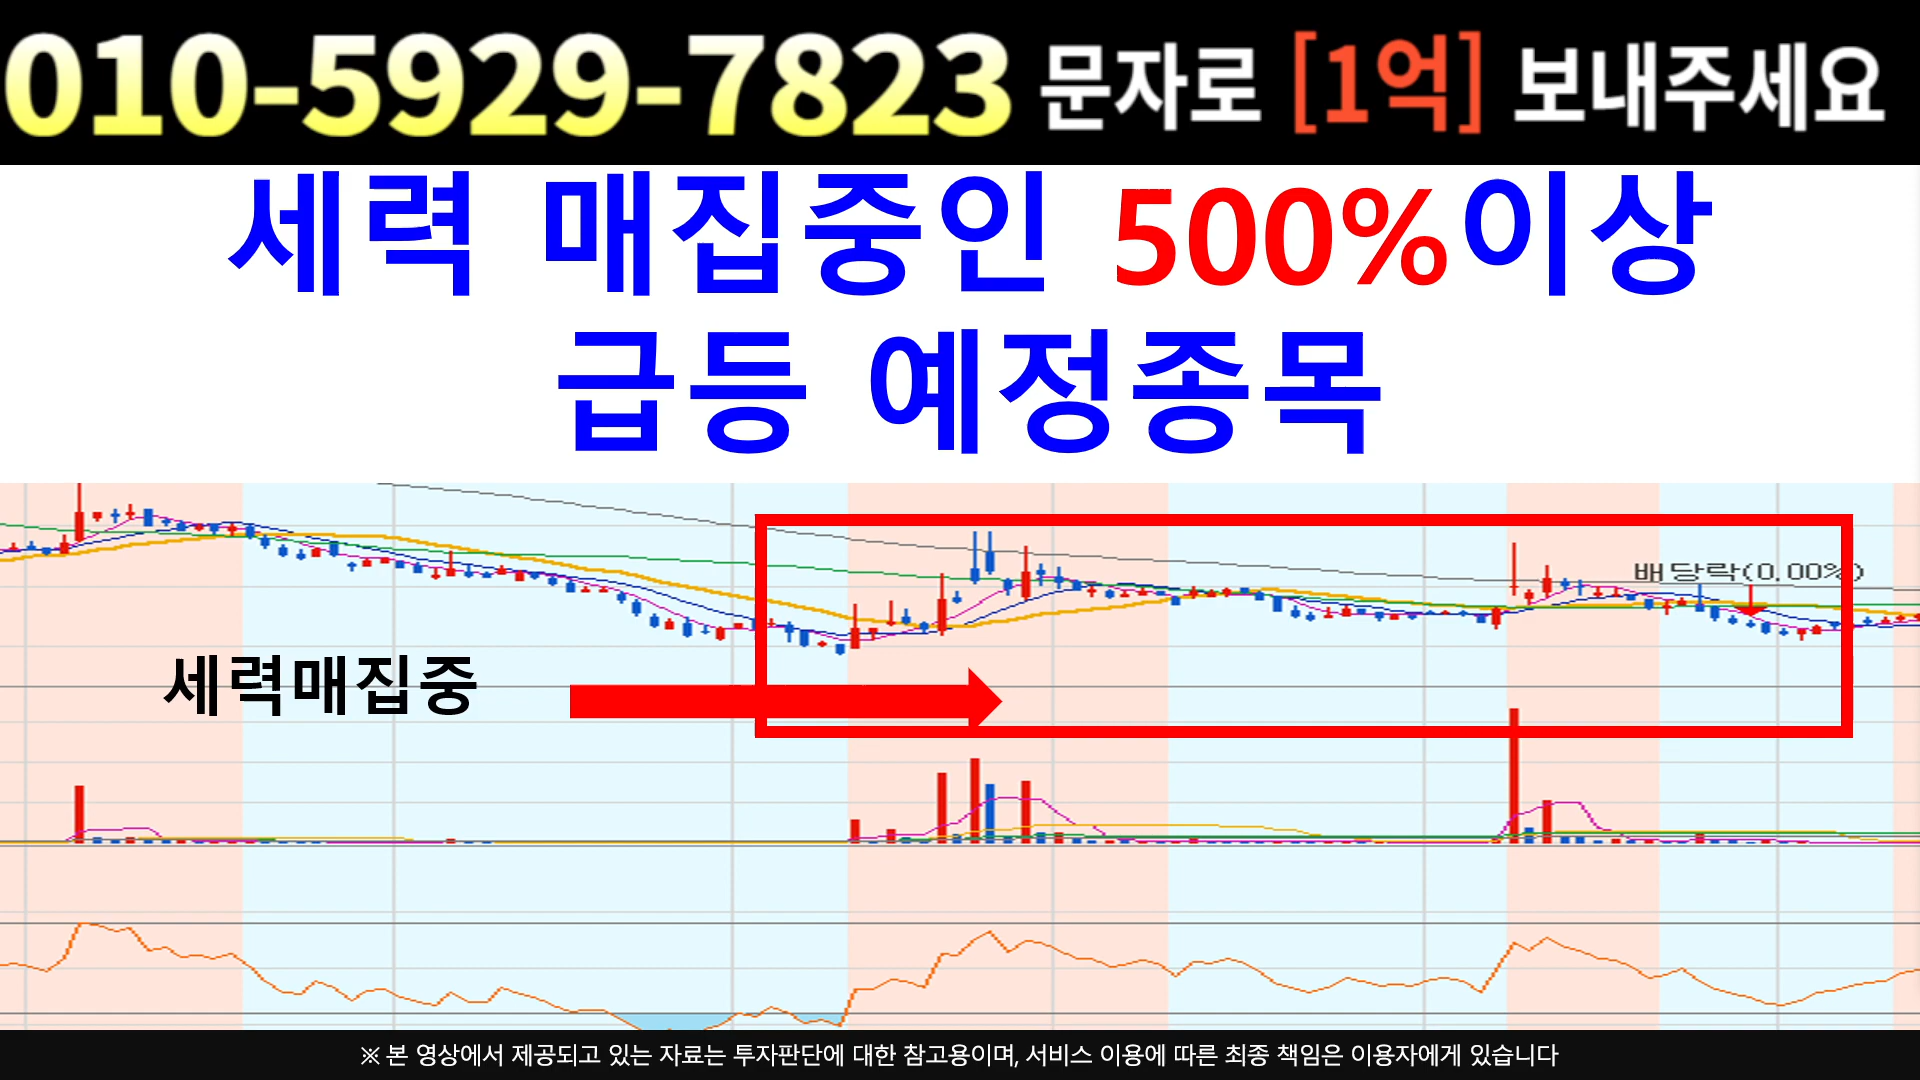 010-5929-7823 문자로 [1억] 보내주세요
세력 매집중인 500%이상
급등 예정종목
배당락(0.00%)
세력매집중
※ 본 영상에서 제공되고 있는 자료는 투자판단에 대한 참고용이며, 서비스 이용에 따른 최종 책임은 이용자에게 있습니다